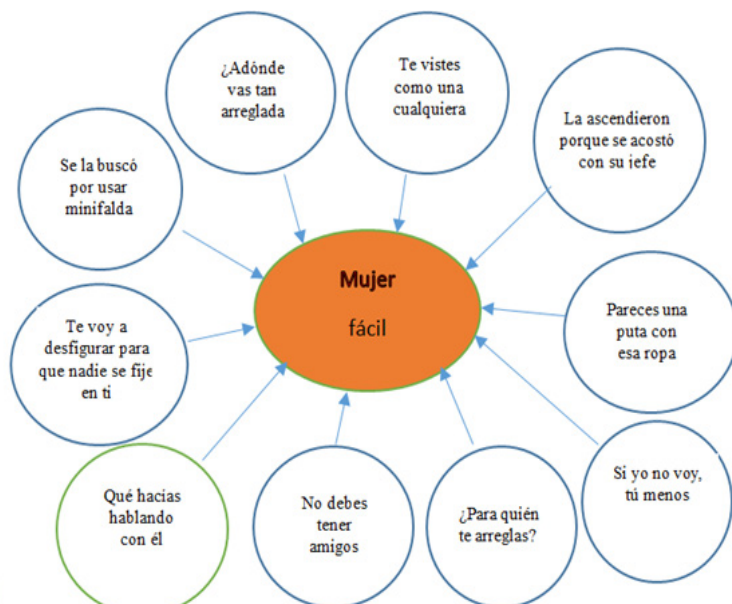 ¿Adónde
vas tan
arreglada
Te vistes
como una
cualquiera
La ascendieron
porque se acostó
con su jefe
Se la buscó
por usar
minifalda
Mujer
fácil
Pareces una
puta con
esa ropa
Te voy a
desfigurar para
que nadie se fije
en ti
Si yo no voy,
tú menos
Qué hacías
hablando
con él
No debes
tener
amigos
¿Para quién
te arreglas?